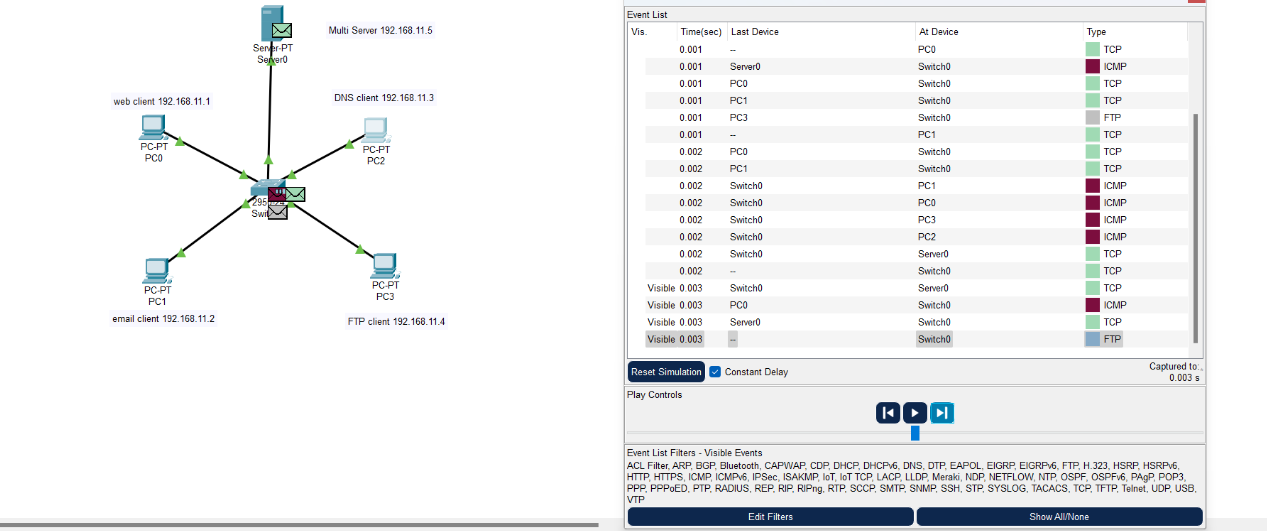 Multi Server 192.168.11.5
Server-PT
Server0
web client 192.168.11.1
DNS client 192.168.11.3
PC-PT
PC0
PC-PT
PC2
PC-PT
PC1
PC-PT
PC3
email client 192.168.11.2
FTP client 192.168.11.4
Event List
Vis. Time(sec) Last Device At Device Type
0.001 -- PC0 TCP
0.001 Server0 Switch0 ICMP
0.001 PC0 Switch0 TCP
0.001 PC1 Switch0 TCP
0.001 PC3 Switch0 FTP
0.001 -- PC1 TCP
0.002 PC0 Switch0 TCP
0.002 PC1 Switch0 TCP
0.002 Switch0 PC1 ICMP
0.002 Switch0 PC0 ICMP
0.002 Switch0 PC3 ICMP
0.002 Switch0 PC2 ICMP
0.002 Switch0 Server0 TCP
0.002 -- Switch0 TCP
Visible 0.003 Switch0 Server0 TCP
Visible 0.003 PC0 Switch0 ICMP
Visible 0.003 Server0 Switch0 TCP
Visible 0.003 -- Switch0 FTP
Reset Simulation Constant Delay Captured to:,
0.003 s
Play Controls
Event List Filters - Visible Events
ACL Filter, ARP, BGP, Bluetooth, CAPWAP, CDP, DHCP, DHCPv6, DNS, DTP, EAPOL, EIGRP, EIGRPv6, FTP, H.323, HSRP, HSRPv6,
HTTP, HTTPS, ICMP, ICMPv6, IPSec, ISAKMP, IoT, IoT TCP, LACP, LLDP, Meraki, NDP, NETFLOW, NTP, OSPF, OSPFv6, PAgP, POP3,
PPP, PPPoED, PTP, RADIUS, REP, RIP, RIPng, RTP, SCCP, SMTP, SNMP, SSH, STP, SYSLOG, TACACS, TCP, TFTP, Telnet, UDP, USB,
VTP
Edit Filters Show All/None